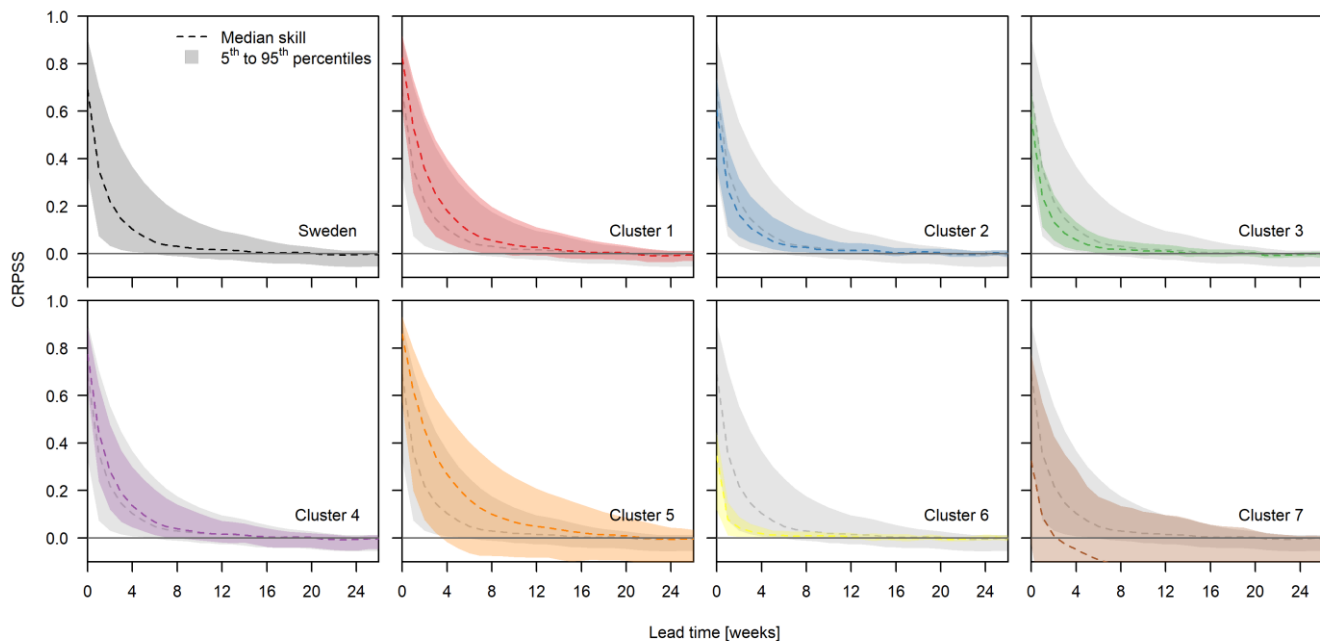 1.0
0.8
0.6
0.4
0.2
0.0
Median skill
5th to 95th percentiles
Sweden
Cluster 1
Cluster 2
Cluster 3
0 4 8 12 16 20 24
0 4 8 12 16 20 24
0 4 8 12 16 20 24
0 4 8 12 16 20 24
1.0
0.8
0.6
0.4
0.2
0.0
Cluster 4
Cluster 5
Cluster 6
Cluster 7
CRPSS
Lead time [weeks]